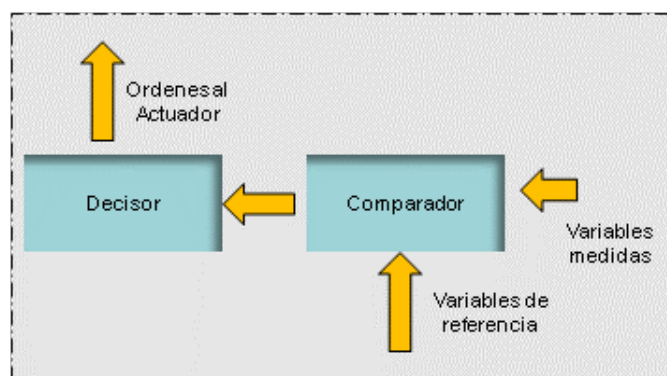 Ordenesal
Actuador
Decisor
Comparador
Variables
medidas
Variables de
referencia